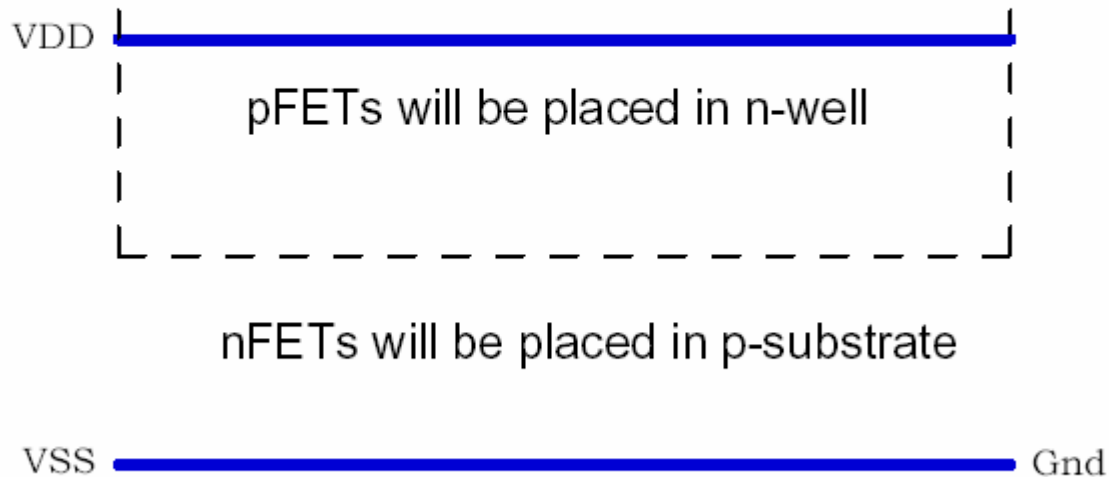 VDD
pFETs will be placed in n-well
nFETs will be placed in p-substrate
VSS Gnd